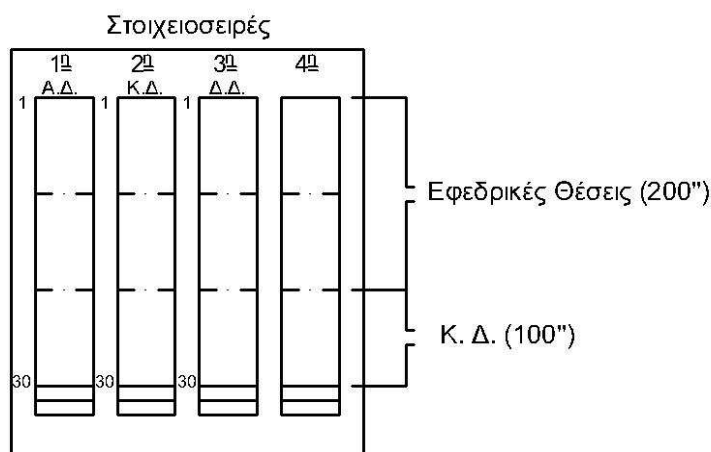 Στοιχειοσειρές
1η 2η 3η 4η
Α.Δ. Κ.Δ. Δ.Δ.
1 1 1
Εφεδρικές Θέσεις (200")
Κ. Δ. (100")
30 30 30